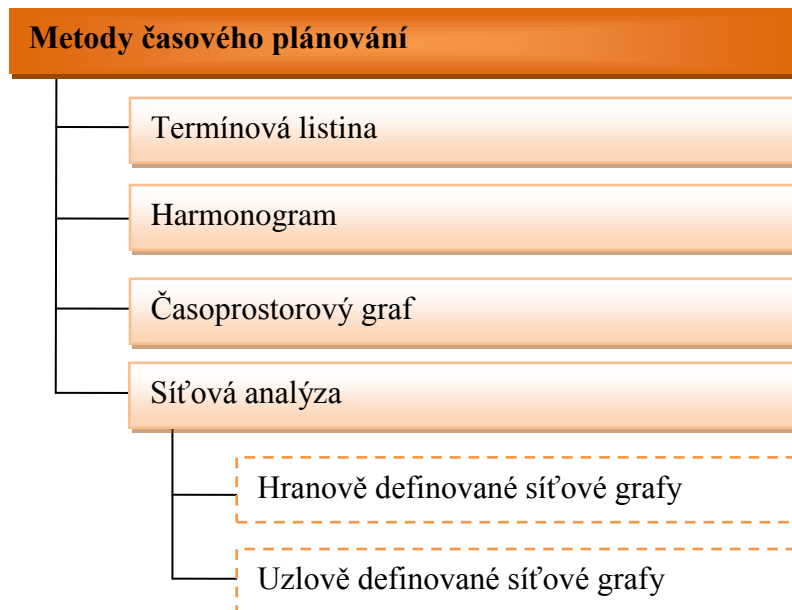 Metody časového plánování
Termínová listina
Harmonogram
Časoprostorový graf
Síťová analýza
Hranově definované síťové grafy
Uzlově definované síťové grafy